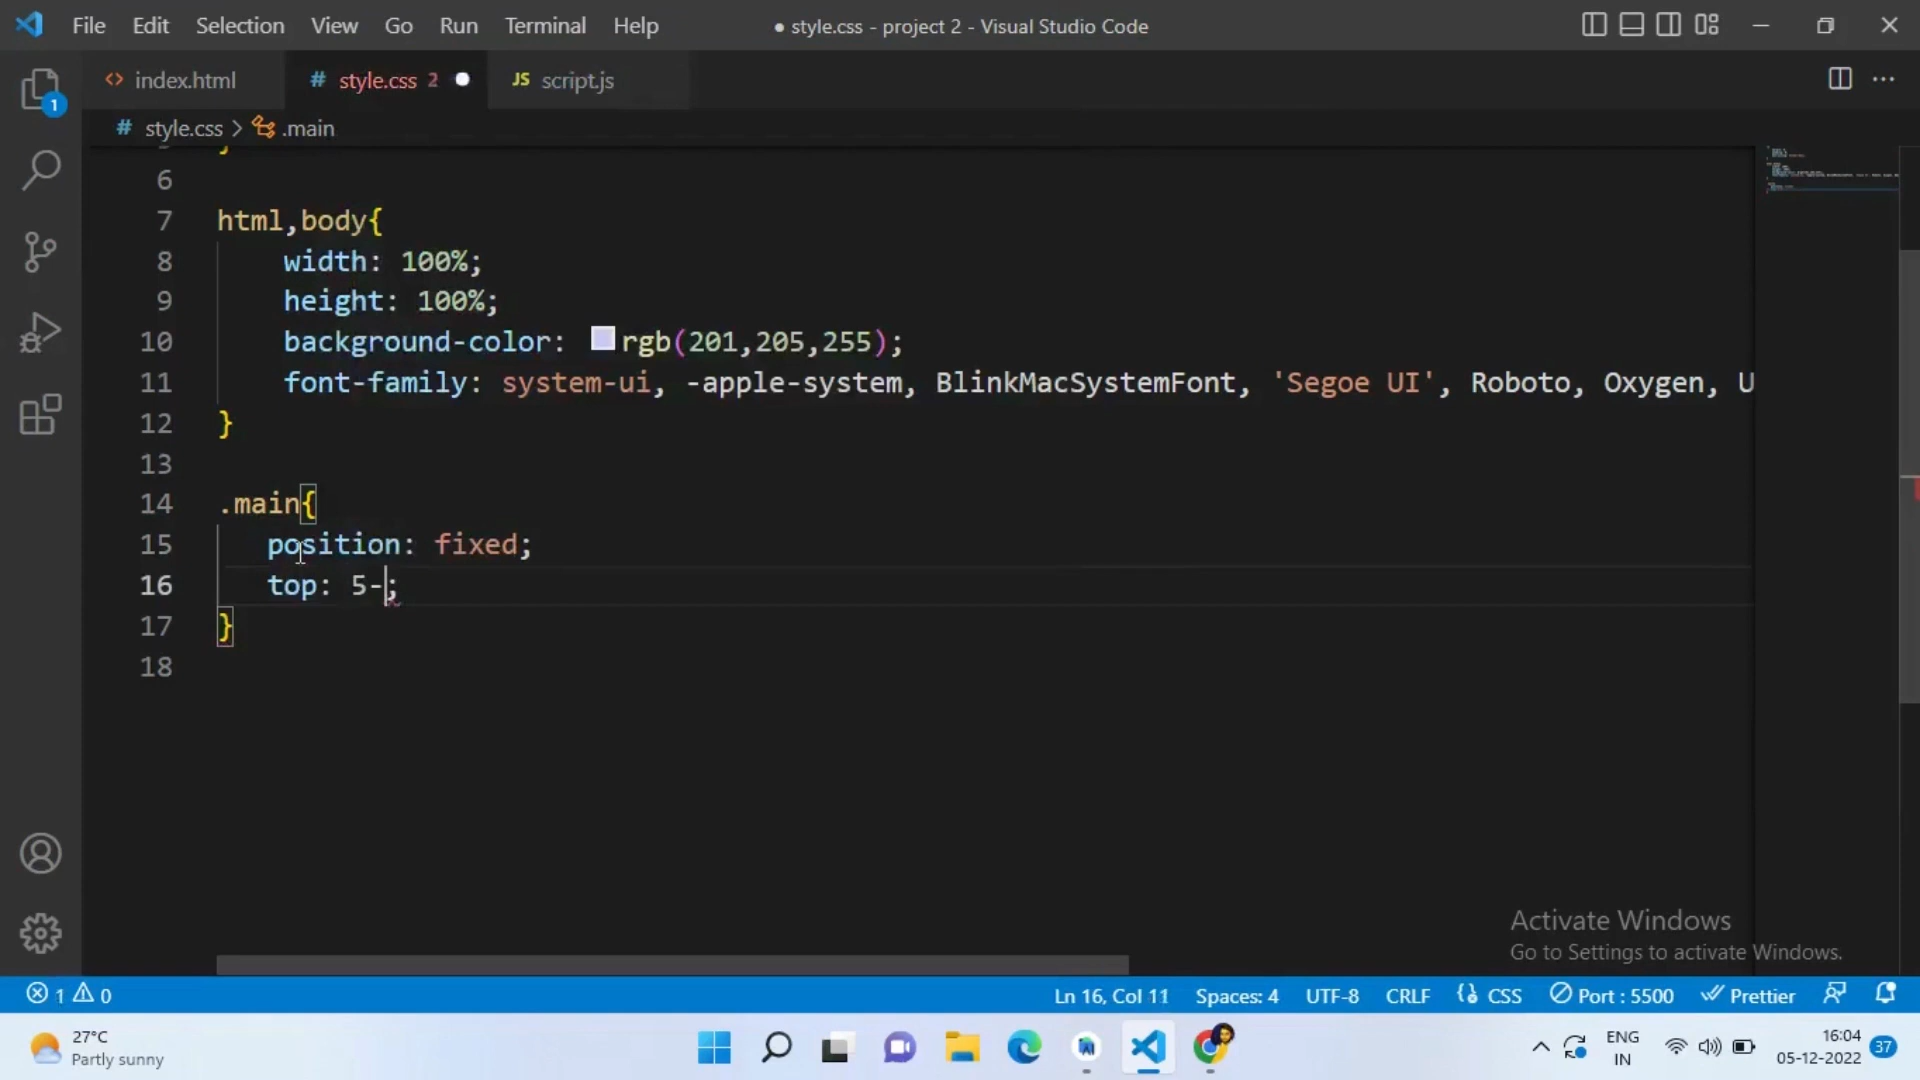 File Edit Selection View Go Run Terminal Help ● style.css - project 2 - Visual Studio Code
<> index.html # style.css 2 ● JS script.js
1
# style.css > .main
6
7 html,body{
8 width: 100%;
9 height: 100%;
10 background-color: rgb(201,205,255);
11 font-family: system-ui, -apple-system, BlinkMacSystemFont, 'Segoe UI', Roboto, Oxygen, U
12 }
13
14 .main{
15 position: fixed;
16 top: 5-;
17 }
18
Activate Windows
Go to Settings to activate Windows.
1 0 Ln 16, Col 11 Spaces: 4 UTF-8 CRLF {} CSS Port : 5500 Prettier
27°C
Partly sunny
ENG
IN
16:04
05-12-2022
37